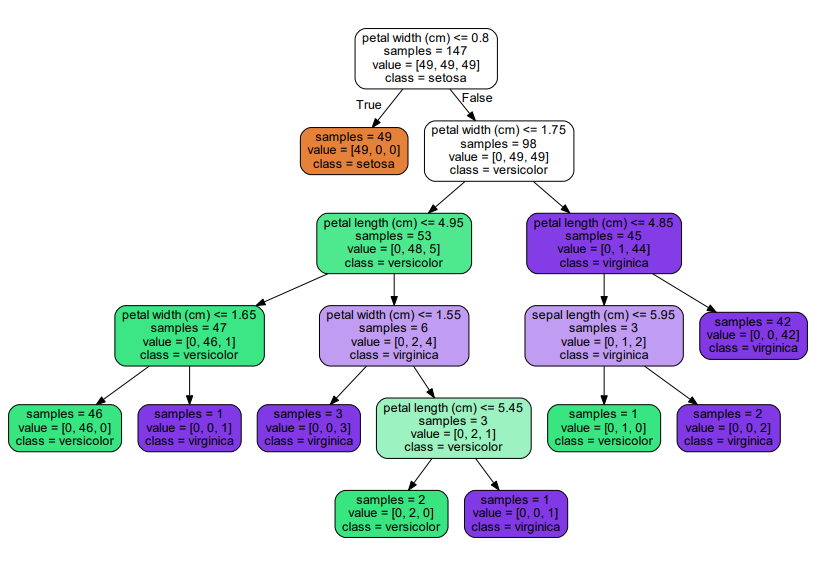 petal width (cm) <= 0.8
samples = 147
value = [49, 49, 49]
class = setosa
True
False
samples = 49
value = [49, 0, 0]
class = setosa
petal width (cm) <= 1.75
samples = 98
value = [0, 49, 49]
class = versicolor
petal length (cm) <= 4.95
samples = 53
value = [0, 48, 5]
class = versicolor
petal length (cm) <= 4.85
samples = 45
value = [0, 1, 44]
class = virginica
petal width (cm) <= 1.65
samples = 47
value = [0, 46, 1]
class = versicolor
petal width (cm) <= 1.55
samples = 6
value = [0, 2, 4]
class = virginica
sepal length (cm) <= 5.95
samples = 3
value = [0, 1, 2]
class = virginica
samples = 42
value = [0, 0, 42]
class = virginica
samples = 46
value = [0, 46, 0]
class = versicolor
samples = 1
value = [0, 0, 1]
class = virginica
samples = 3
value = [0, 0, 3]
class = virginica
petal length (cm) <= 5.45
samples = 3
value = [0, 2, 1]
class = versicolor
samples = 1
value = [0, 1, 0]
class = versicolor
samples = 2
value = [0, 0, 2]
class = virginica
samples = 2
value = [0, 2, 0]
class = versicolor
samples = 1
value = [0, 0, 1]
class = virginica